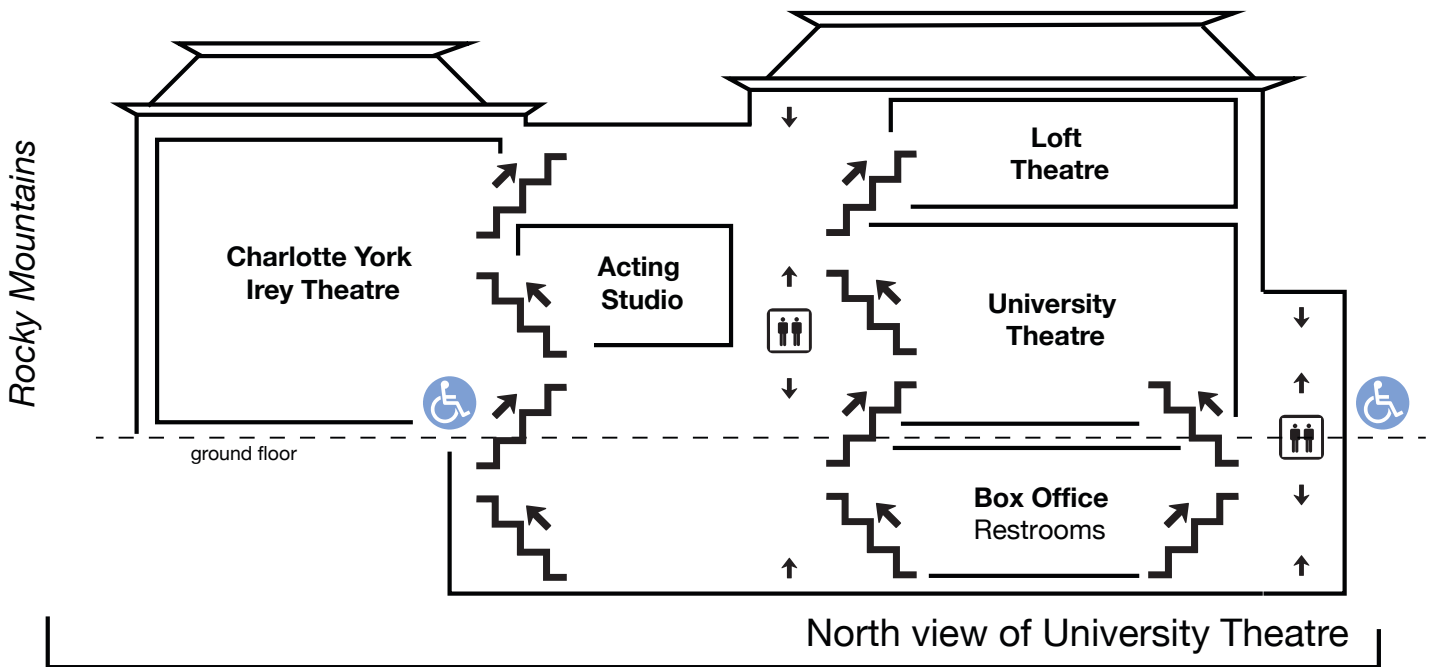 Rocky Mountains
Charlotte York
Irey Theatre
ground floor
Acting
Studio
Loft
Theatre
University
Theatre
Box Office
Restrooms
North view of University Theatre